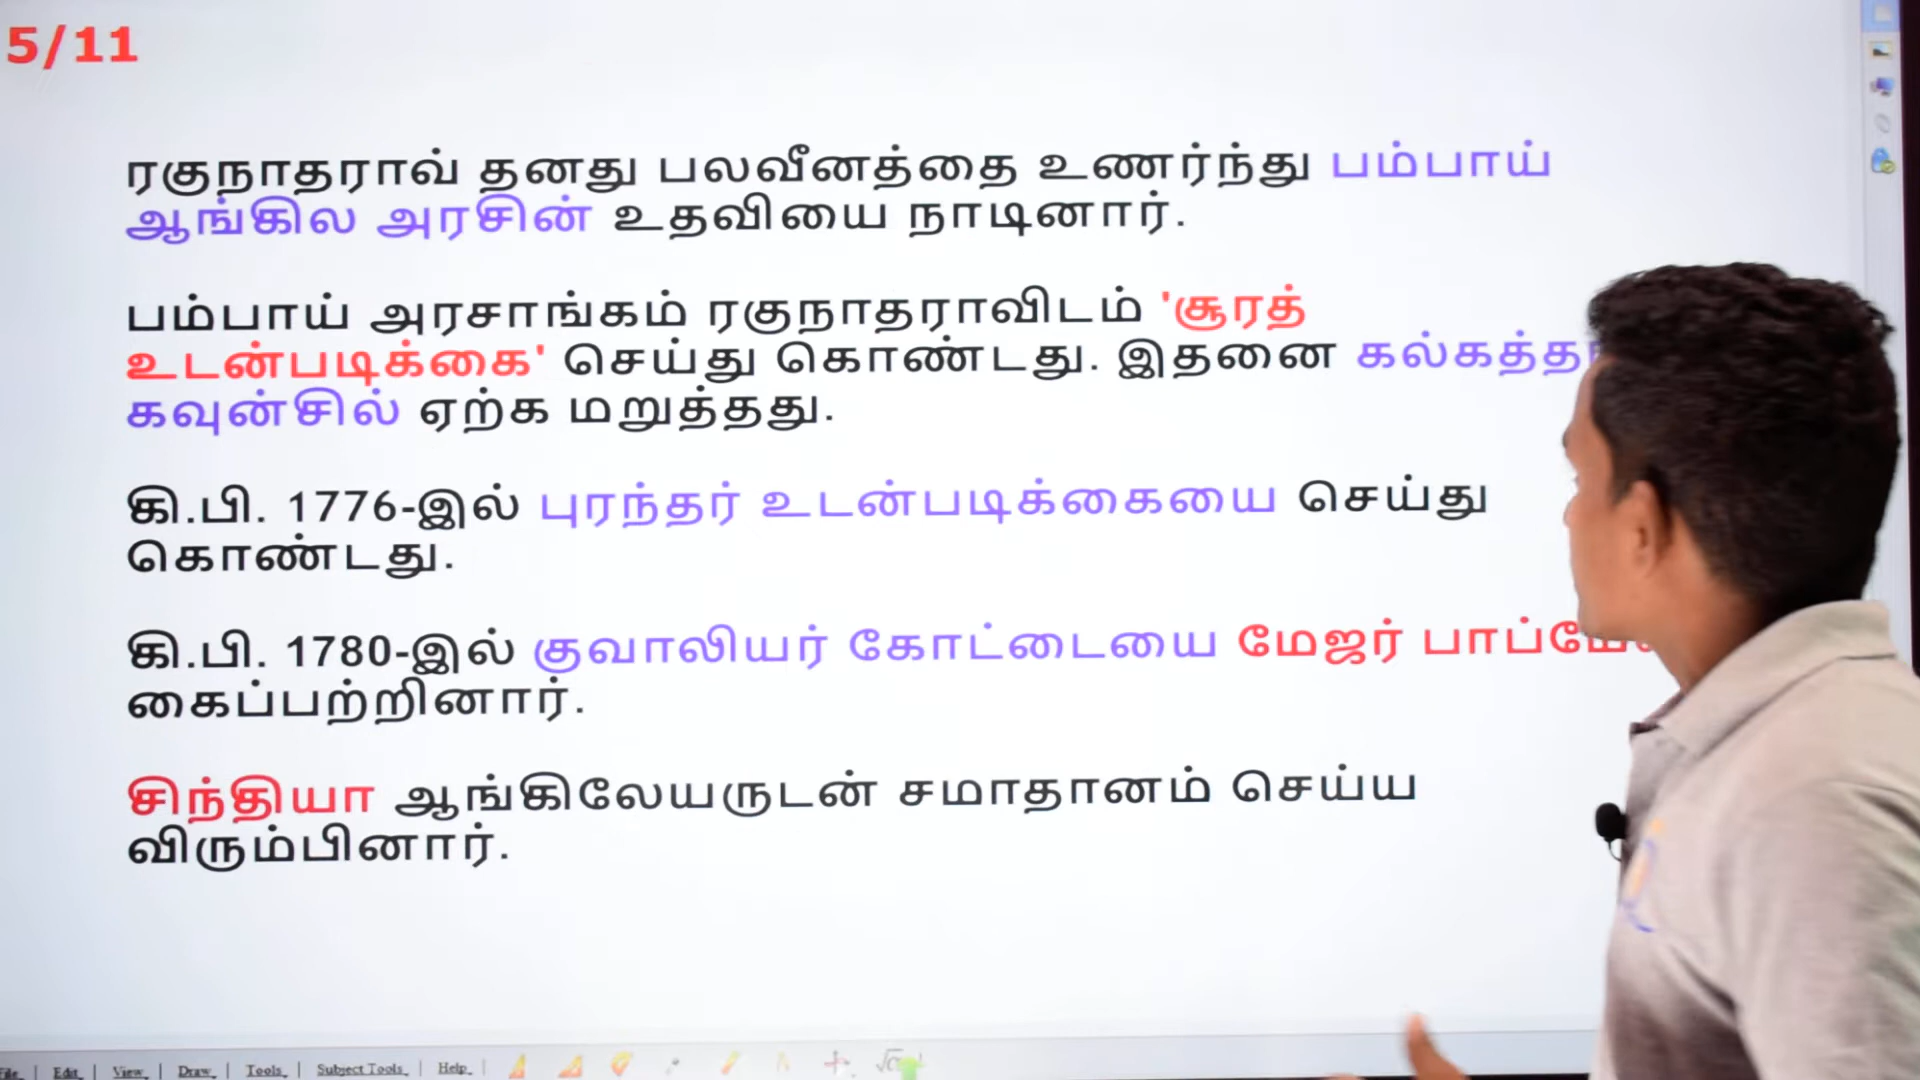 5/11
ரகுநாதராவ் தனது பலவீனத்தை உணர்ந்து பம்பாய்
ஆங்கில அரசின் உதவியை நாடினார்.
பம்பாய் அரசாங்கம் ரகுநாதராவிடம் 'சூரத்
உடன்படிக்கை' செய்து கொண்டது. இதனை
கவுன்சில் ஏற்க மறுத்தது.
கி.பி. 1776-இல் புரந்தர் உடன்படிக்கையை செய்து
கொண்டது.
கி.பி. 1780-இல் குவாலியர் கோட்டையை மேஜர்
கைப்பற்றினார்.
சிந்தியா ஆங்கிலேயருடன் சமாதானம் செய்ய
விரும்பினார்.
File Edit View Draw Tools Subject Tools Help